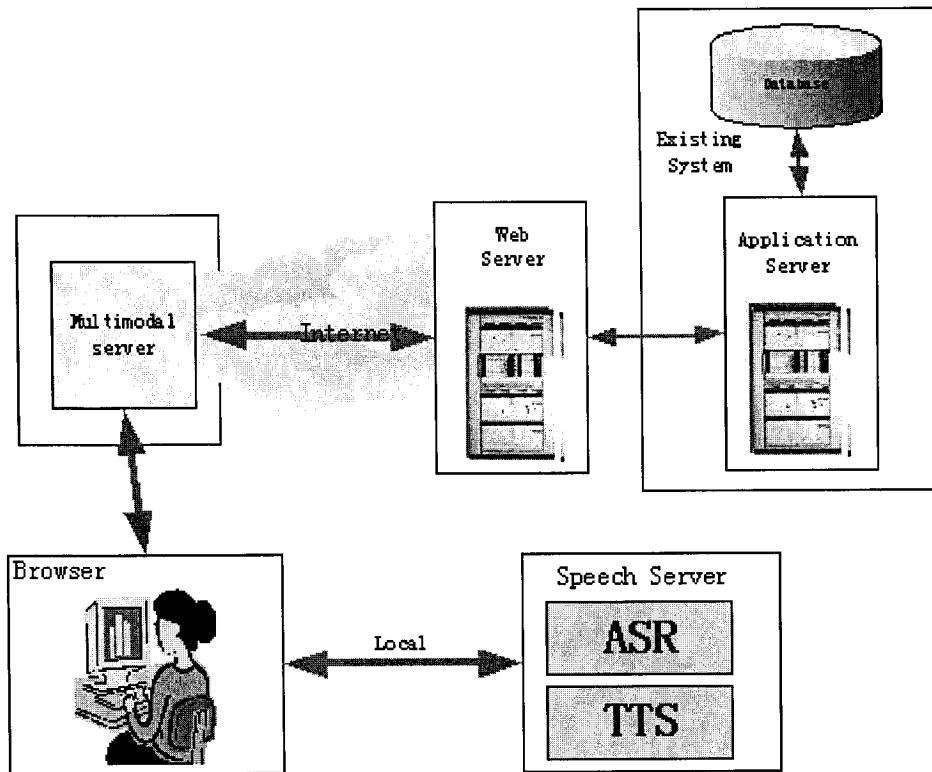 Database
Existing
System
Web
Server
Application
Server
Multimodal
server
Internet
Browser
Speech Server
ASR
Local
TTS